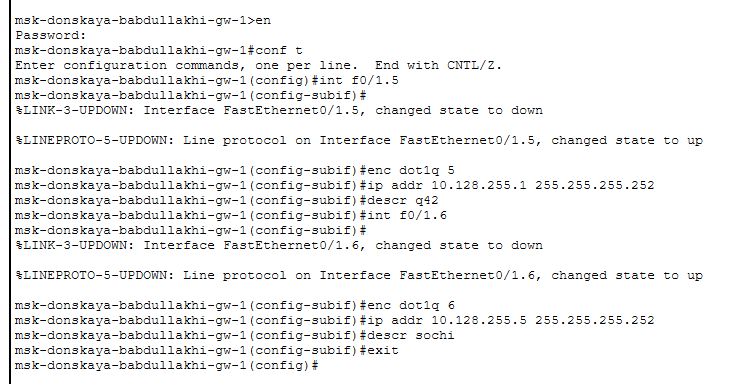 msk-donskaya-babdullakhi-gw-1>en
Password:
msk-donskaya-babdullakhi-gw-1#conf t
Enter configuration commands, one per line.  End with CNTL/Z.
msk-donskaya-babdullakhi-gw-1(config)#int f0/1.5
msk-donskaya-babdullakhi-gw-1(config-subif)#
%LINK-3-UPDOWN: Interface FastEthernet0/1.5, changed state to down
%LINEPROTO-5-UPDOWN: Line protocol on Interface FastEthernet0/1.5, changed state to up
msk-donskaya-babdullakhi-gw-1(config-subif)#enc dot1q 5
msk-donskaya-babdullakhi-gw-1(config-subif)#ip addr 10.128.255.1 255.255.255.252
msk-donskaya-babdullakhi-gw-1(config-subif)#descr q42
msk-donskaya-babdullakhi-gw-1(config-subif)#int f0/1.6
msk-donskaya-babdullakhi-gw-1(config-subif)#
%LINK-3-UPDOWN: Interface FastEthernet0/1.6, changed state to down
%LINEPROTO-5-UPDOWN: Line protocol on Interface FastEthernet0/1.6, changed state to up
msk-donskaya-babdullakhi-gw-1(config-subif)#enc dot1q 6
msk-donskaya-babdullakhi-gw-1(config-subif)#ip addr 10.128.255.5 255.255.255.252
msk-donskaya-babdullakhi-gw-1(config-subif)#descr sochi
msk-donskaya-babdullakhi-gw-1(config-subif)#exit
msk-donskaya-babdullakhi-gw-1(config)#